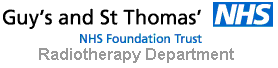 Guy's and St Thomas' NHS
NHS Foundation Trust
Radiotherapy Department